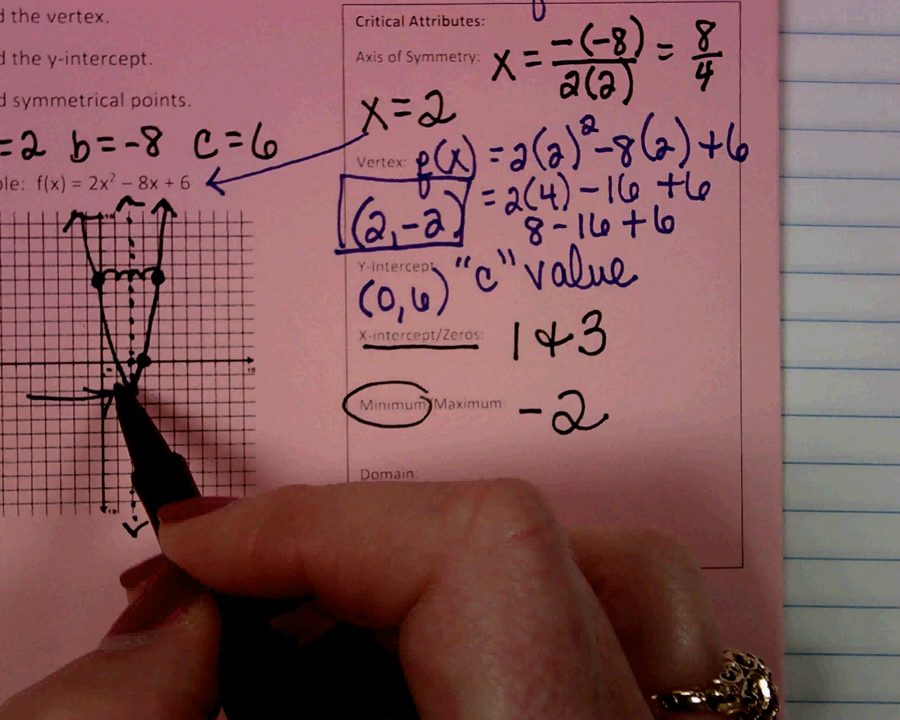 d the vertex.
d the y-intercept.
d symmetrical points.
=2 b=-8 c=6
ple: f(x) = 2x² – 8x + 6
Critical Attributes:
Axis of Symmetry: x = -(-8)/2(2) = 8/4
x=2
Vertex: f(x) = 2(2)² -8(2) +6
= 2(4) - 16 + 6
(2,-2) 8 - 16 + 6
Y-Intercept "c" value
(0,6)
X-intercept/Zeros: 1 & 3
Minimum/Maximum: -2
Domain: